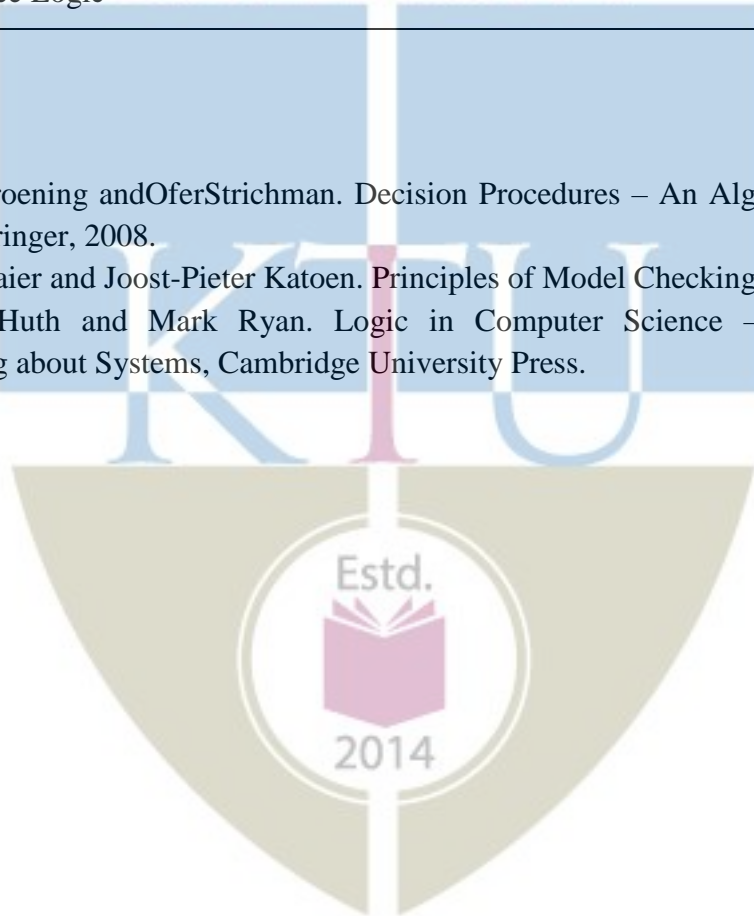 Logic
roening andOferStrichman. Decision Procedures – An Alg
ringer, 2008.
aier and Joost-Pieter Katoen. Principles of Model Checking
Huth and Mark Ryan. Logic in Computer Science –
g about Systems, Cambridge University Press.
KTU
Estd.
2014